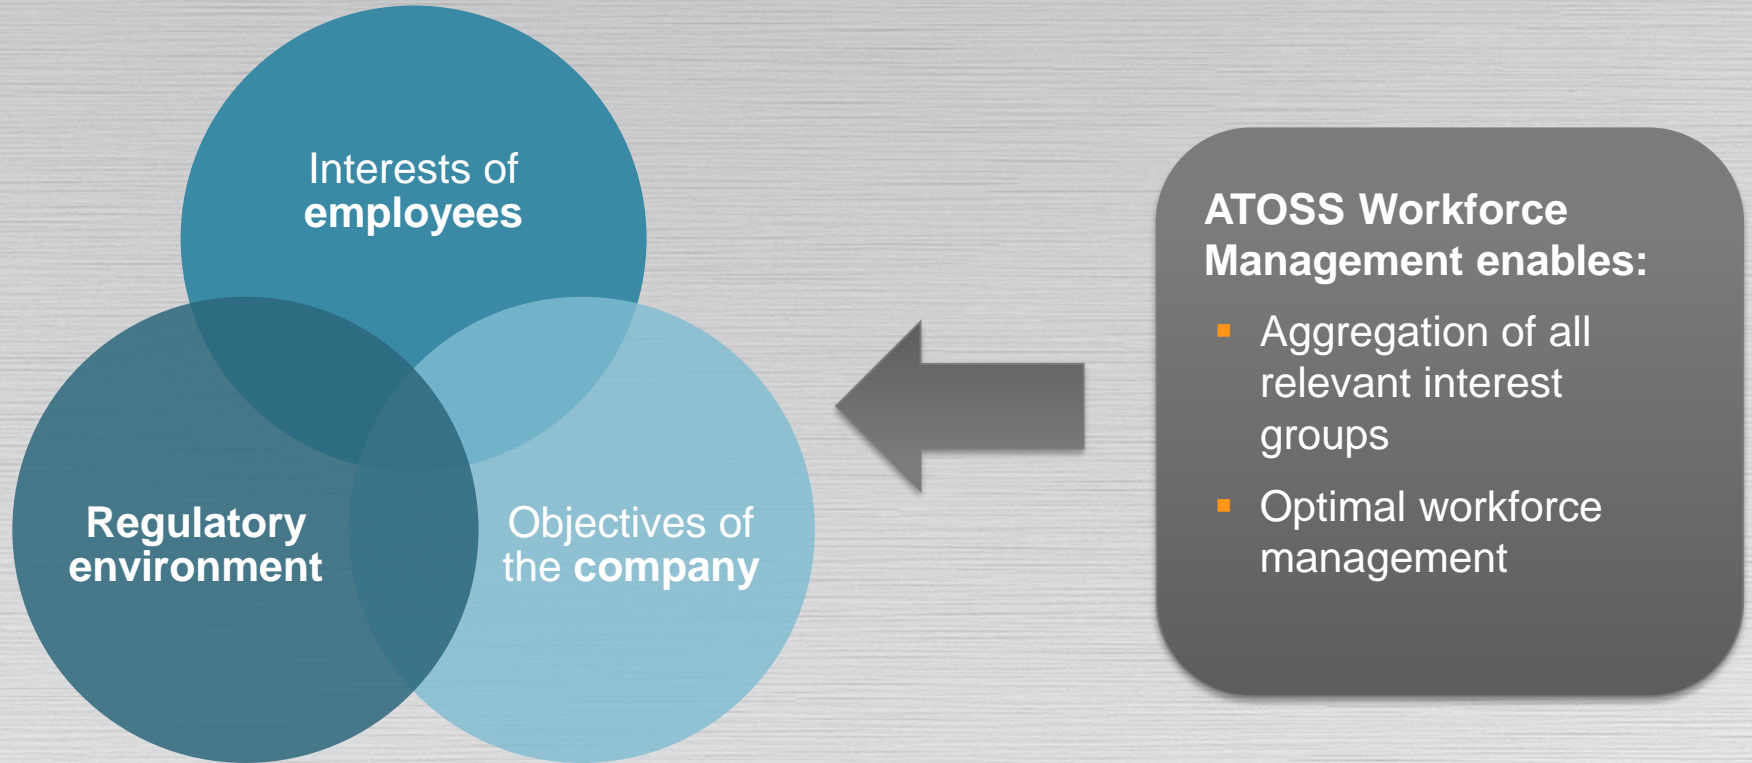 Interests of
employees
Regulatory
environment
Objectives of
the company
ATOSS Workforce
Management enables:
Aggregation of all
relevant interest
groups
Optimal workforce
management